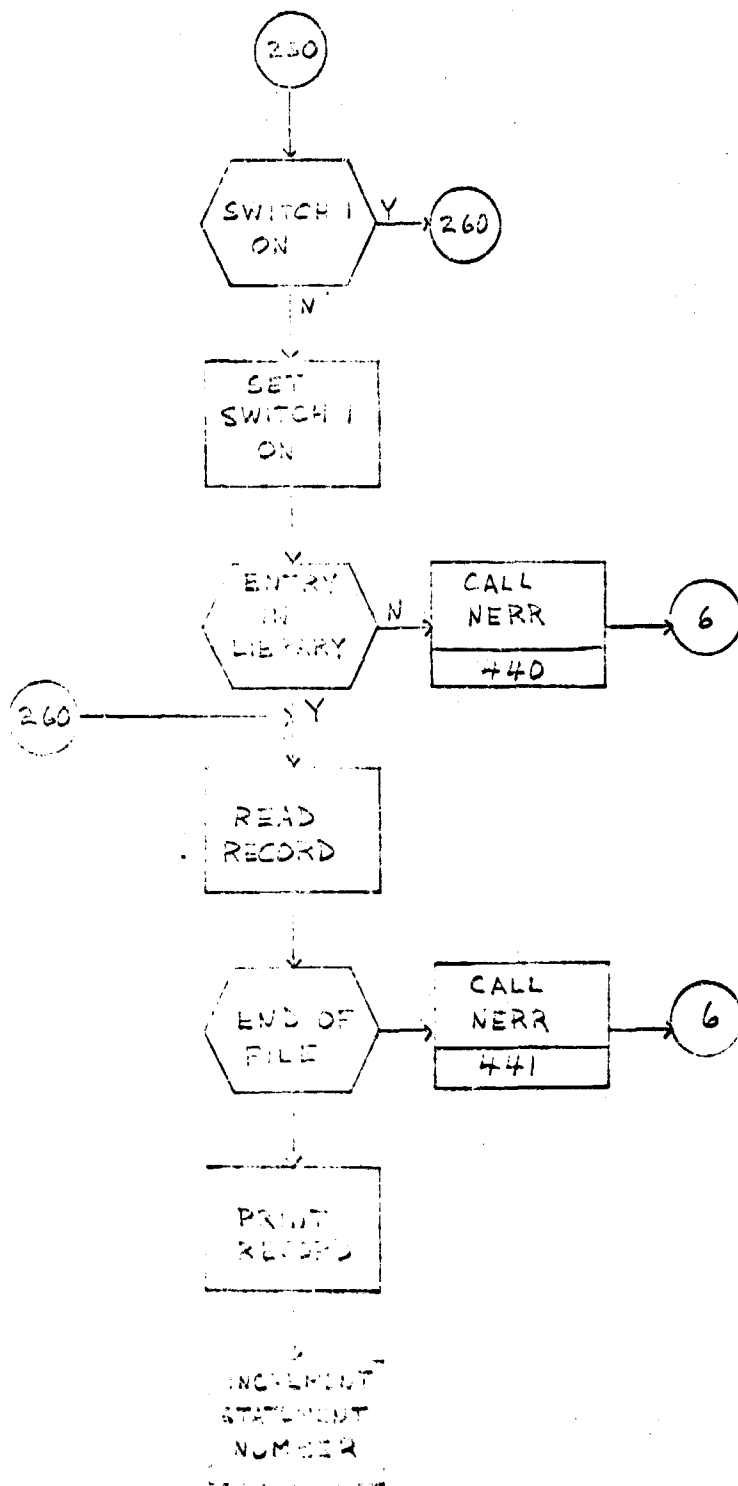 230
SWITCH 1
ON
Y
260
N
SET
SWITCH 1
ON
ENTRY
IN
LIBRARY
N
CALL
NERR
440
6
260
Y
READ
RECORD
END OF
FILE
CALL
NERR
441
6
PRINT
RECORD
INCREMENT
STATEMENT
NUMBER